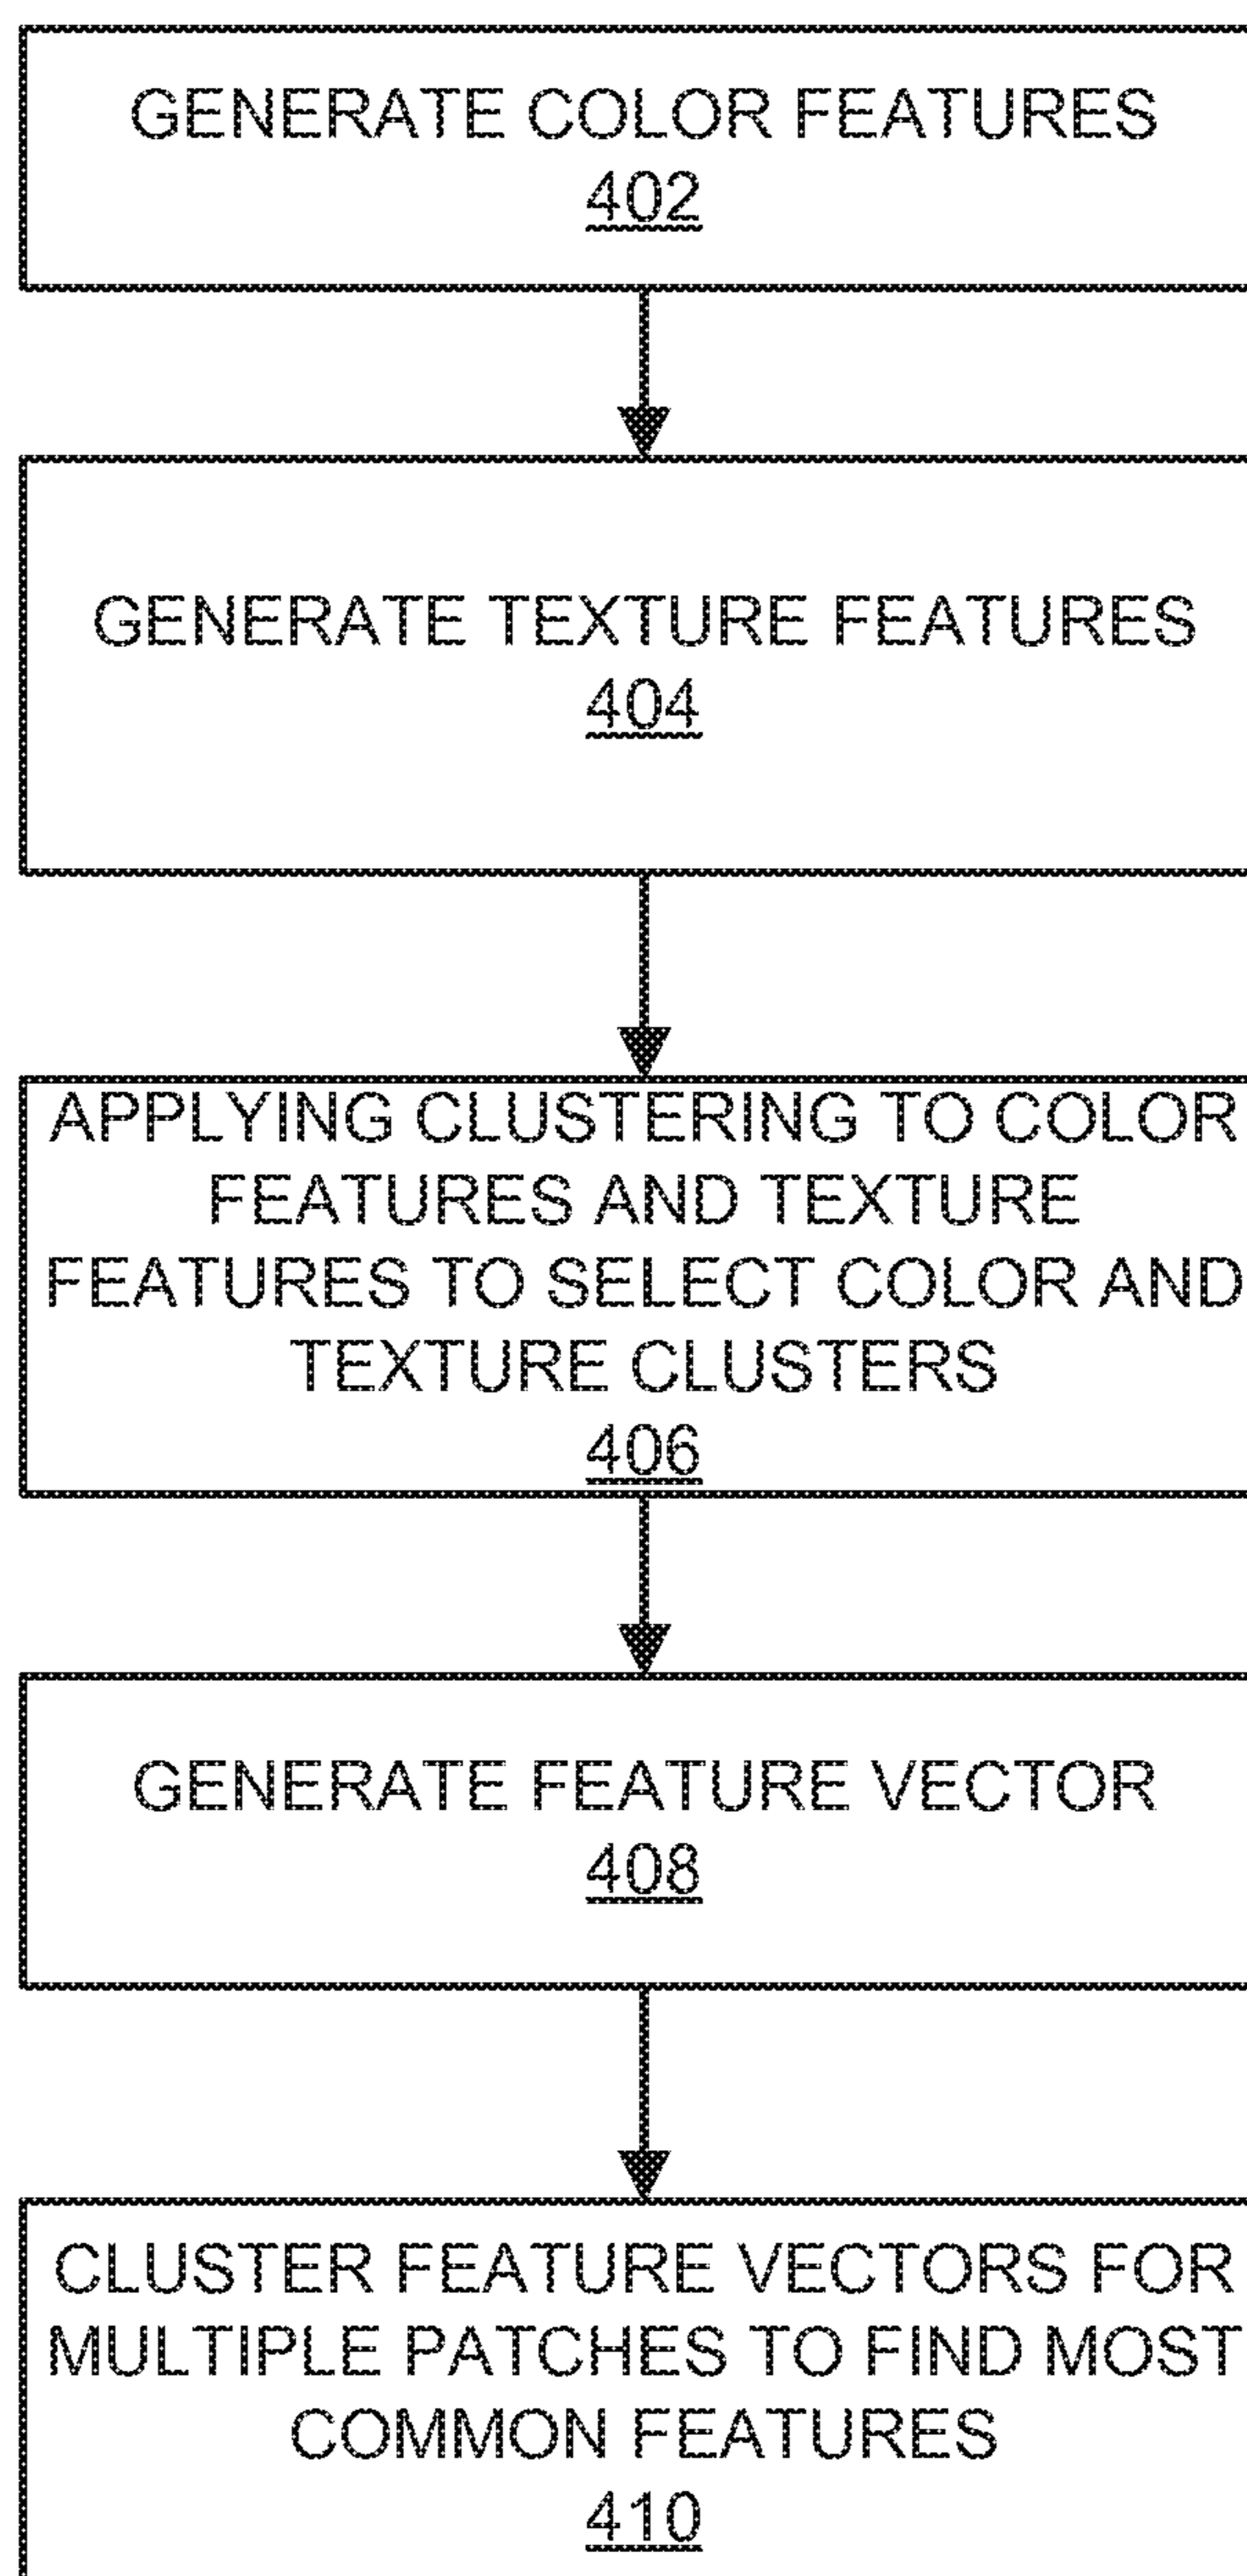 GENERATE COLOR FEATURES
402
GENERATE TEXTURE FEATURES
404
APPLYING CLUSTERING TO COLOR
FEATURES AND TEXTURE
FEATURES TO SELECT COLOR AND
TEXTURE CLUSTERS
406
GENERATE FEATURE VECTOR
408
CLUSTER FEATURE VECTORS FOR
MULTIPLE PATCHES TO FIND MOST
COMMON FEATURES
410